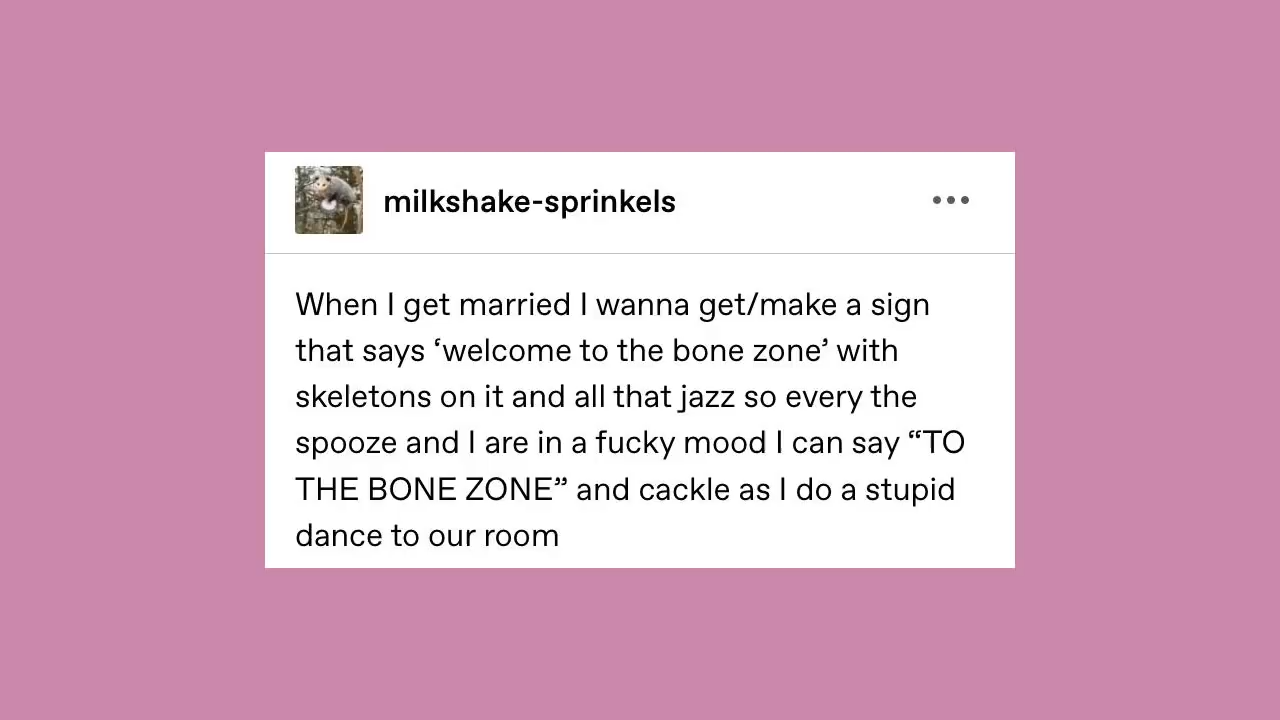 milkshake-sprinkels
When I get married I wanna get/make a sign
that says ‘welcome to the bone zone’ with
skeletons on it and all that jazz so every the
spooze and I are in a fucky mood I can say “TO
THE BONE ZONE” and cackle as I do a stupid
dance to our room